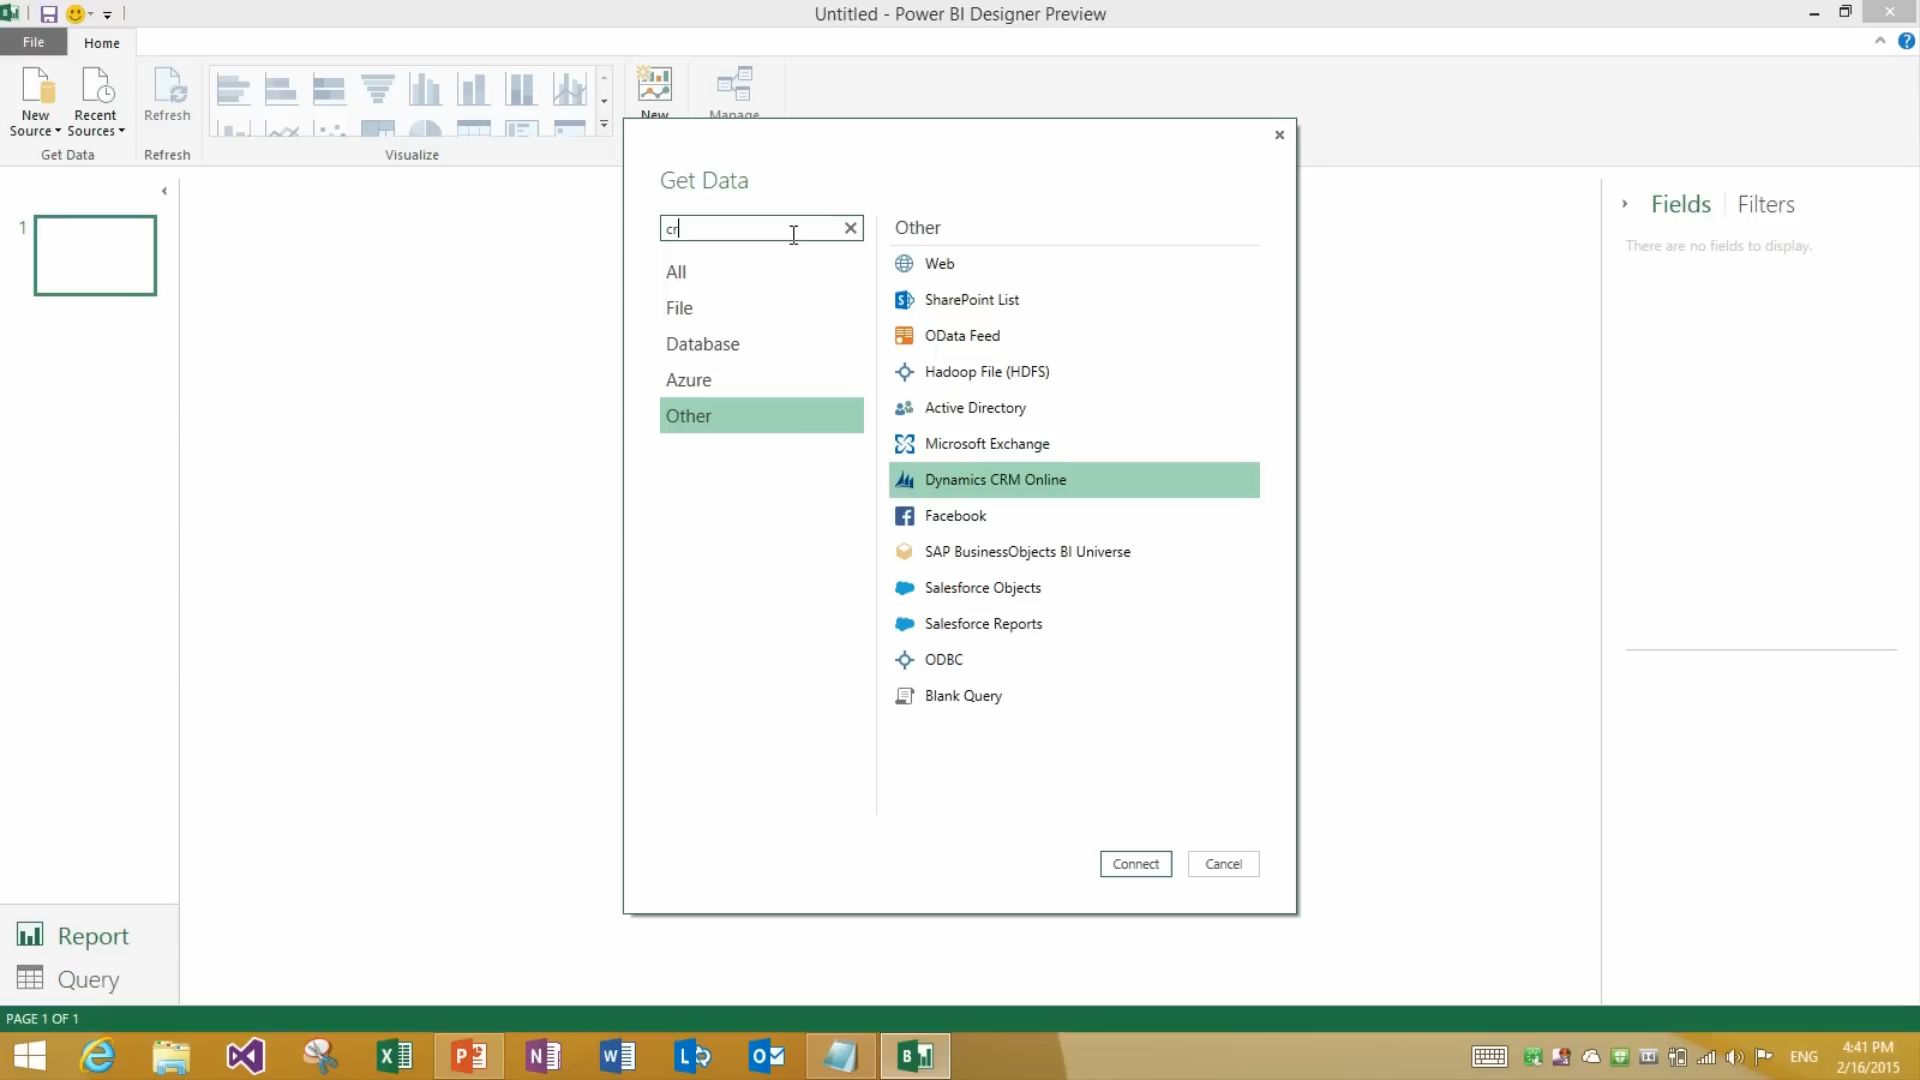 Untitled - Power BI Designer Preview
File
Home
New
Source
Recent
Sources
Refresh
New
Manage
Get Data
Refresh
Visualize
Get Data
cr
All
File
Database
Azure
Other
Other
Web
SharePoint List
OData Feed
Hadoop File (HDFS)
Active Directory
Microsoft Exchange
Dynamics CRM Online
Facebook
SAP BusinessObjects BI Universe
Salesforce Objects
Salesforce Reports
ODBC
Blank Query
Connect
Cancel
1
Fields
Filters
There are no fields to display.
Report
Query
PAGE 1 OF 1
ENG
4:41 PM
2/16/2015